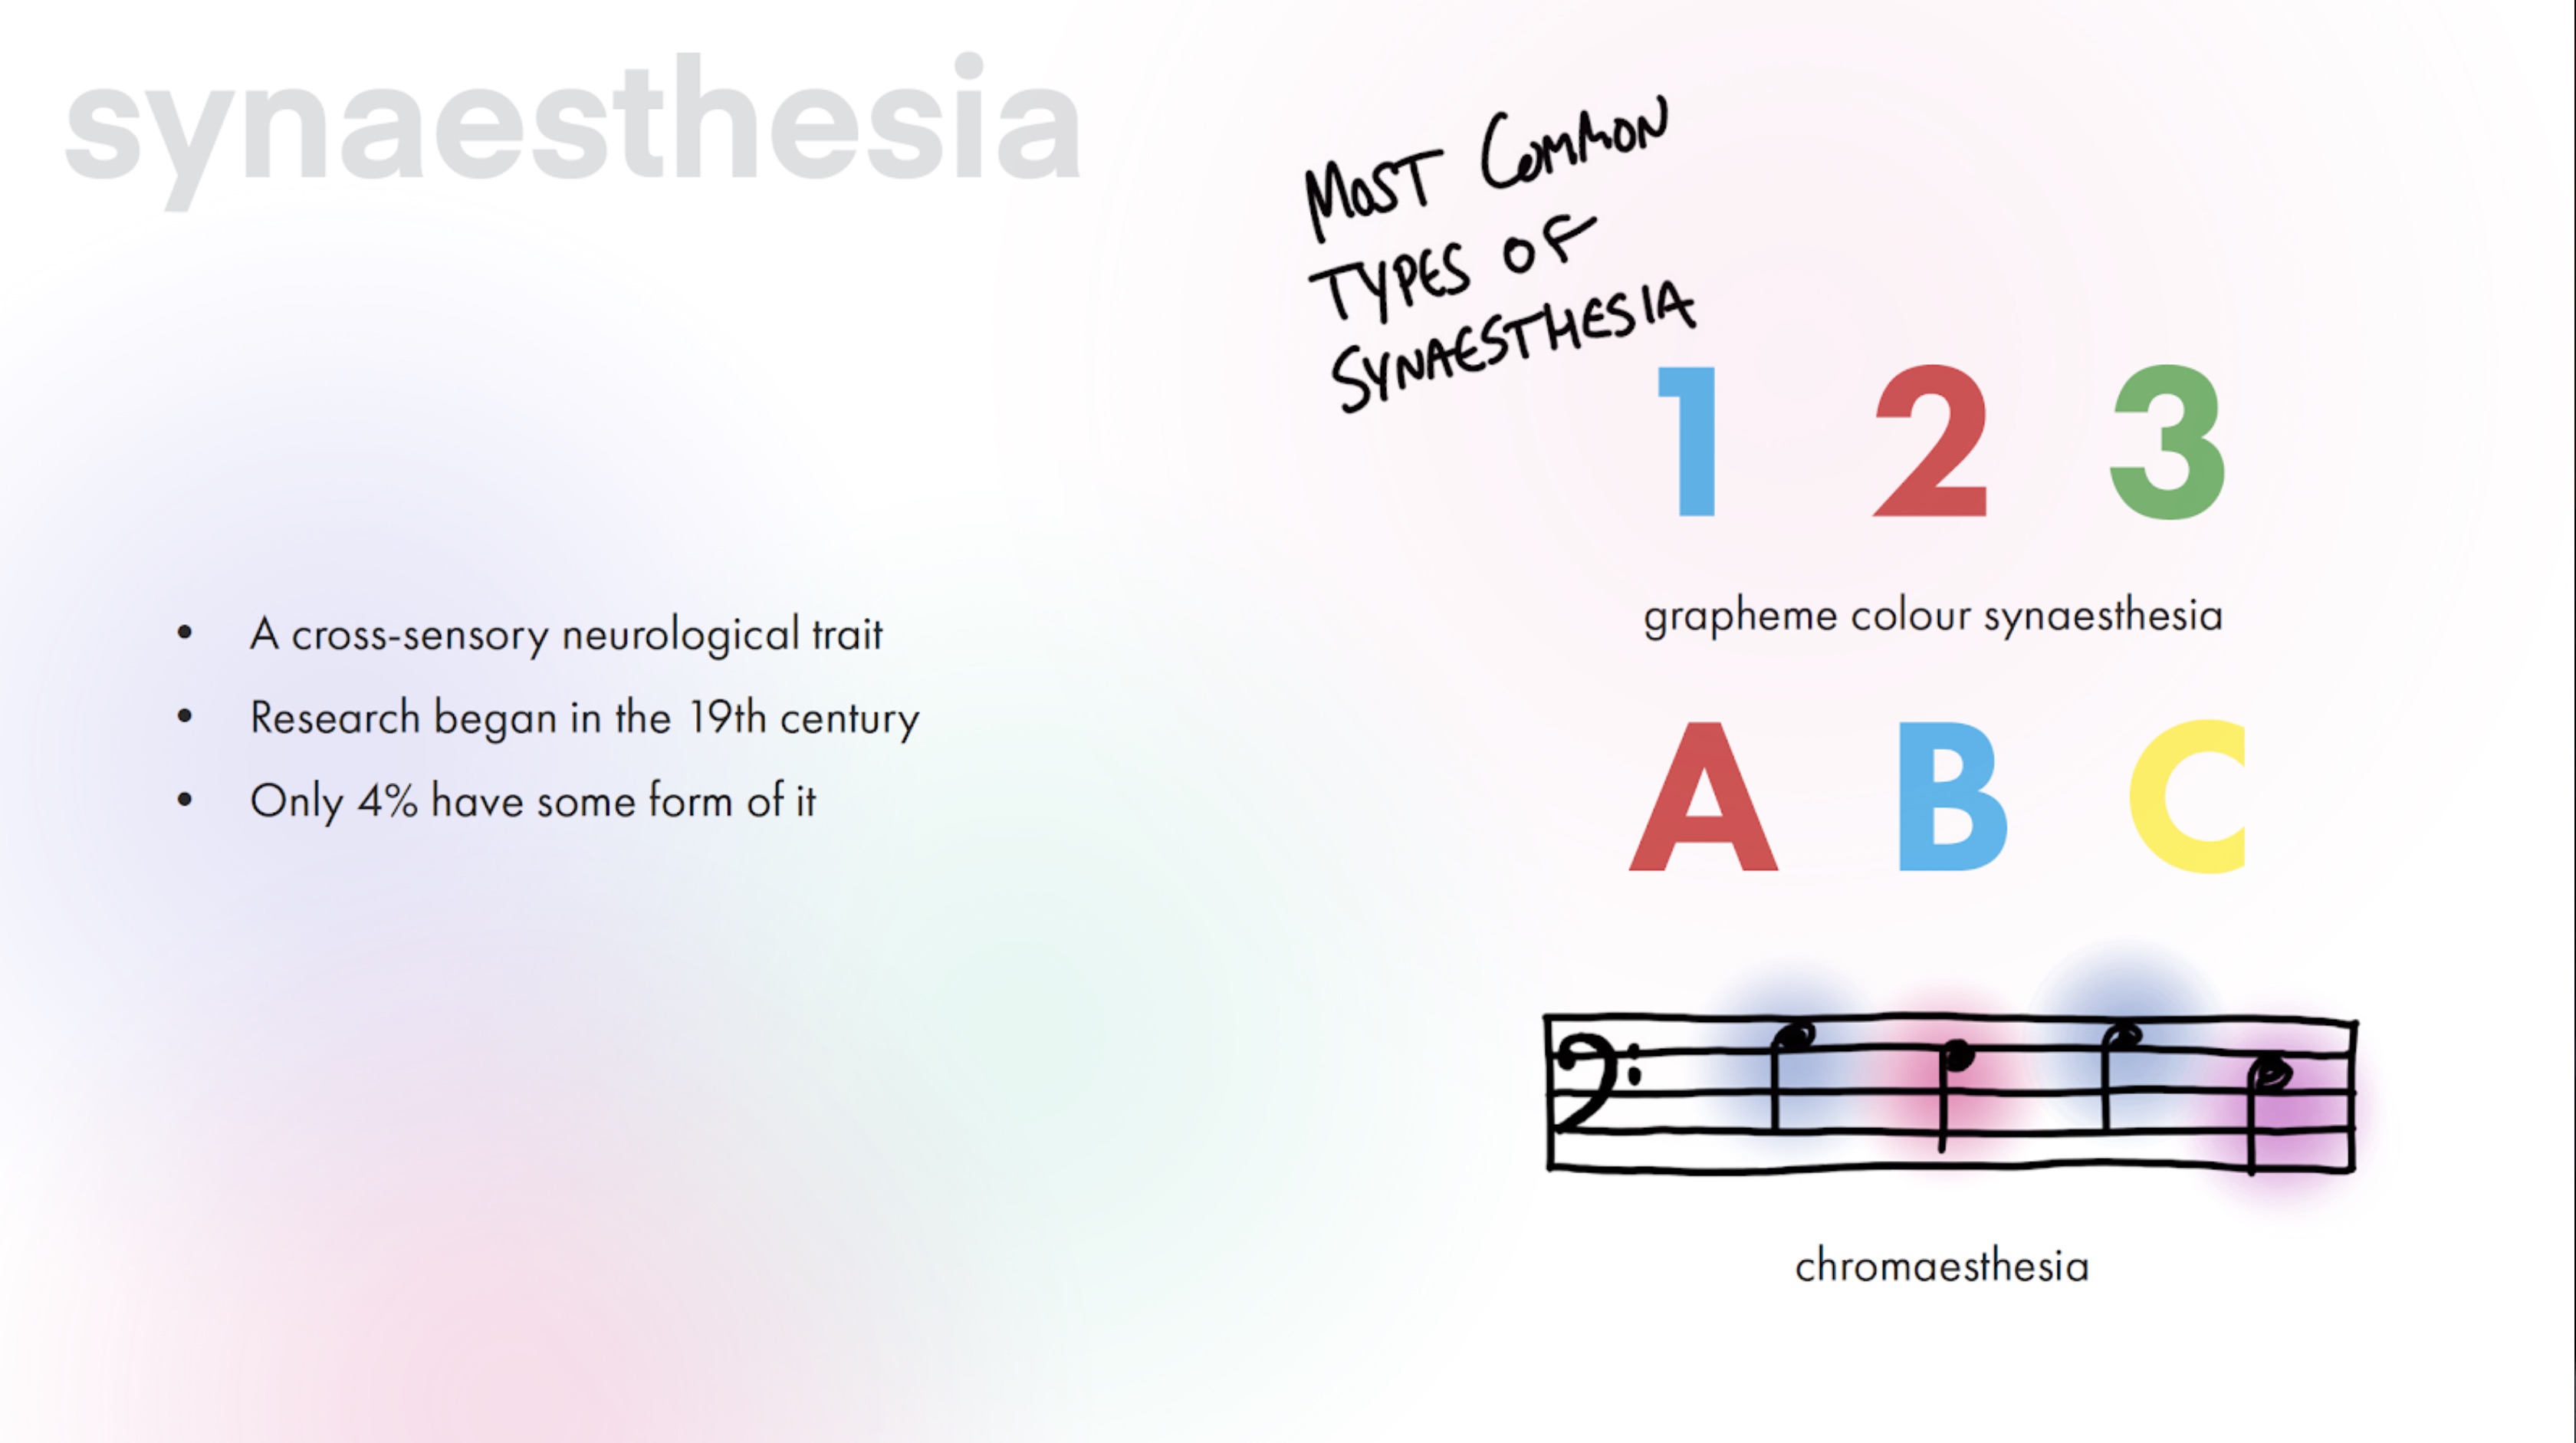 synaesthesia
MOST COMMON
TYPES OF
SYNAESTHESIA
• A cross-sensory neurological trait
• Research began in the 19th century
• Only 4% have some form of it
1 2 3
grapheme colour synaesthesia
A B C
chromaesthesia